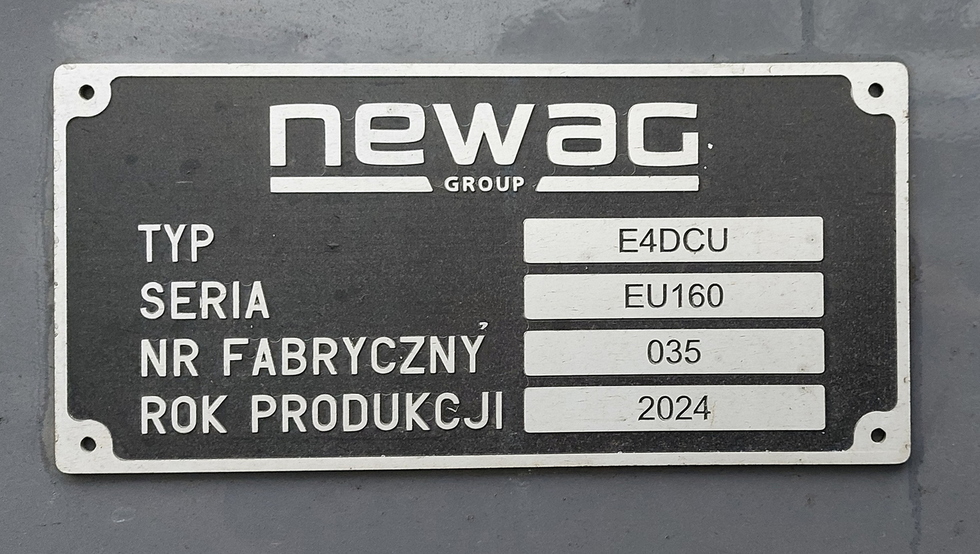 newag
GROUP
TYP E4DCU
SERIA EU160
NR FABRYCZNY 035
ROK PRODUKCJI 2024